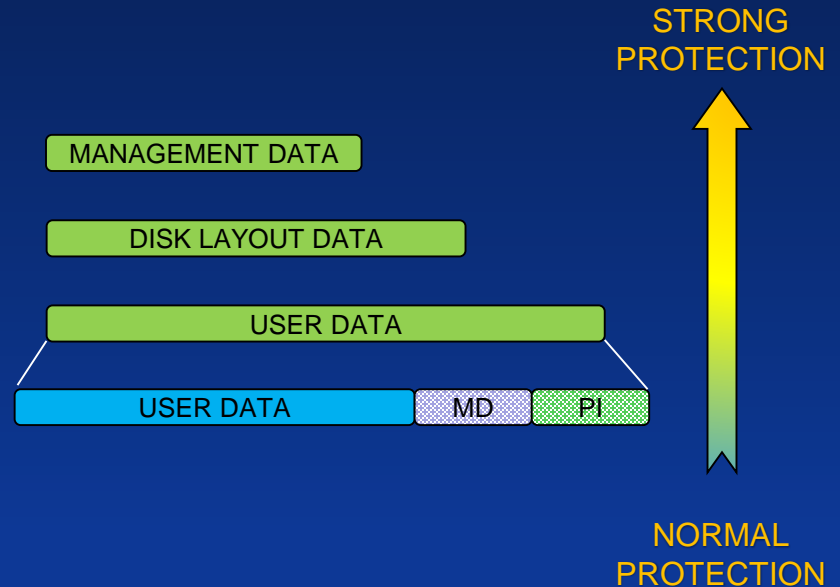 STRONG
PROTECTION
MANAGEMENT DATA
DISK LAYOUT DATA
USER DATA
USER DATA MD PI
NORMAL
PROTECTION